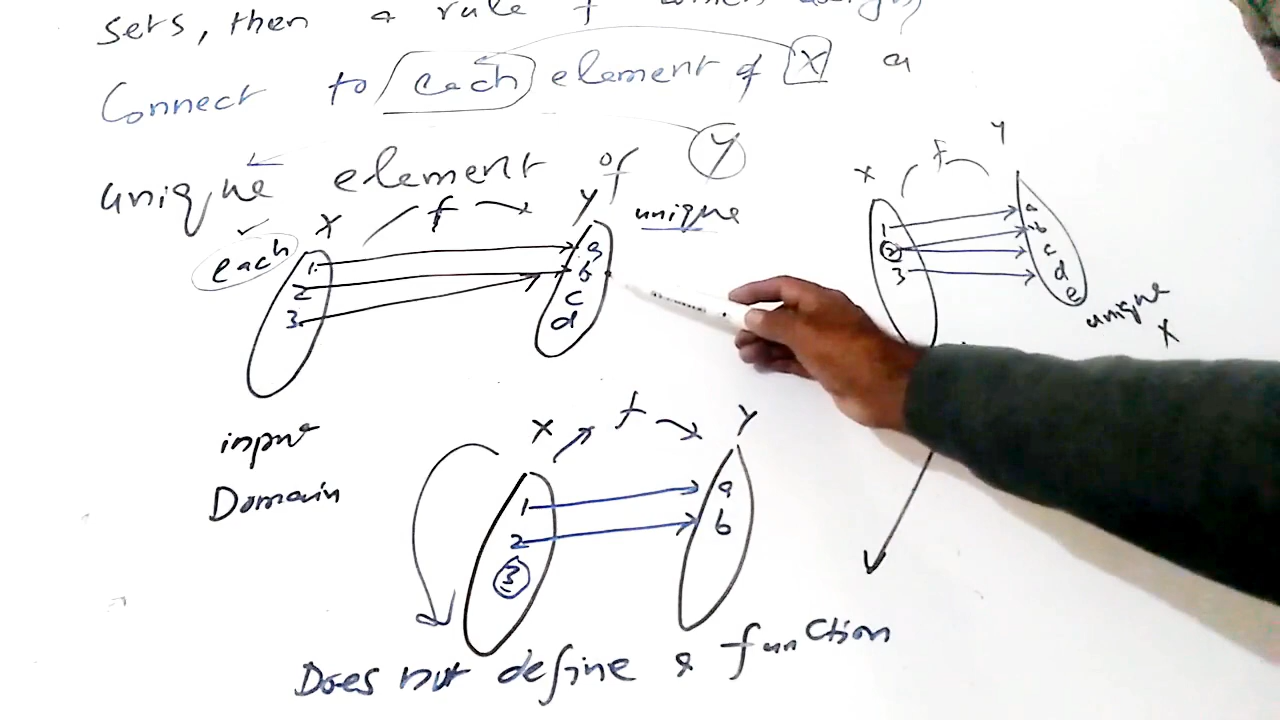 sets, then a rule f
Connect to each element of X a
unique element of Y
X f Y unique
each
1 a
2 b
3 c
d
input
Domain
X f Y
1 a
2 b
3 c
d
e
unique
X
X f Y
1 a
2 b
3
Does not define a function